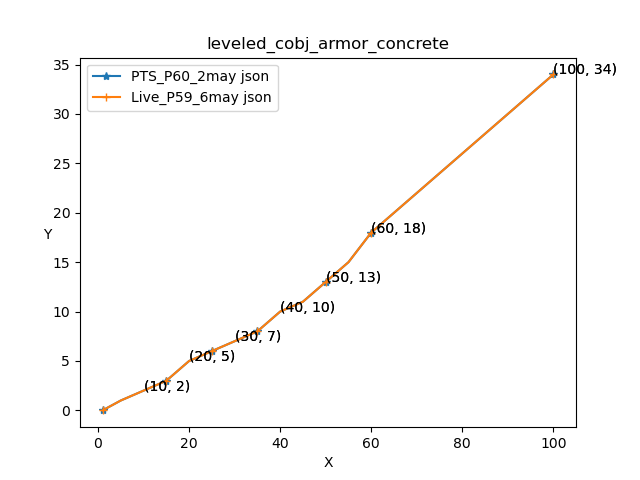 leveled_cobj_armor_concrete
PTS_P60_2may json
Live_P59_6may json
(100, 34)
(60, 18)
(50, 13)
(40, 10)
(30, 7)
(20, 5)
(10, 2)
35
30
25
20
15
10
5
0
Y
0 20 40 60 80 100
X